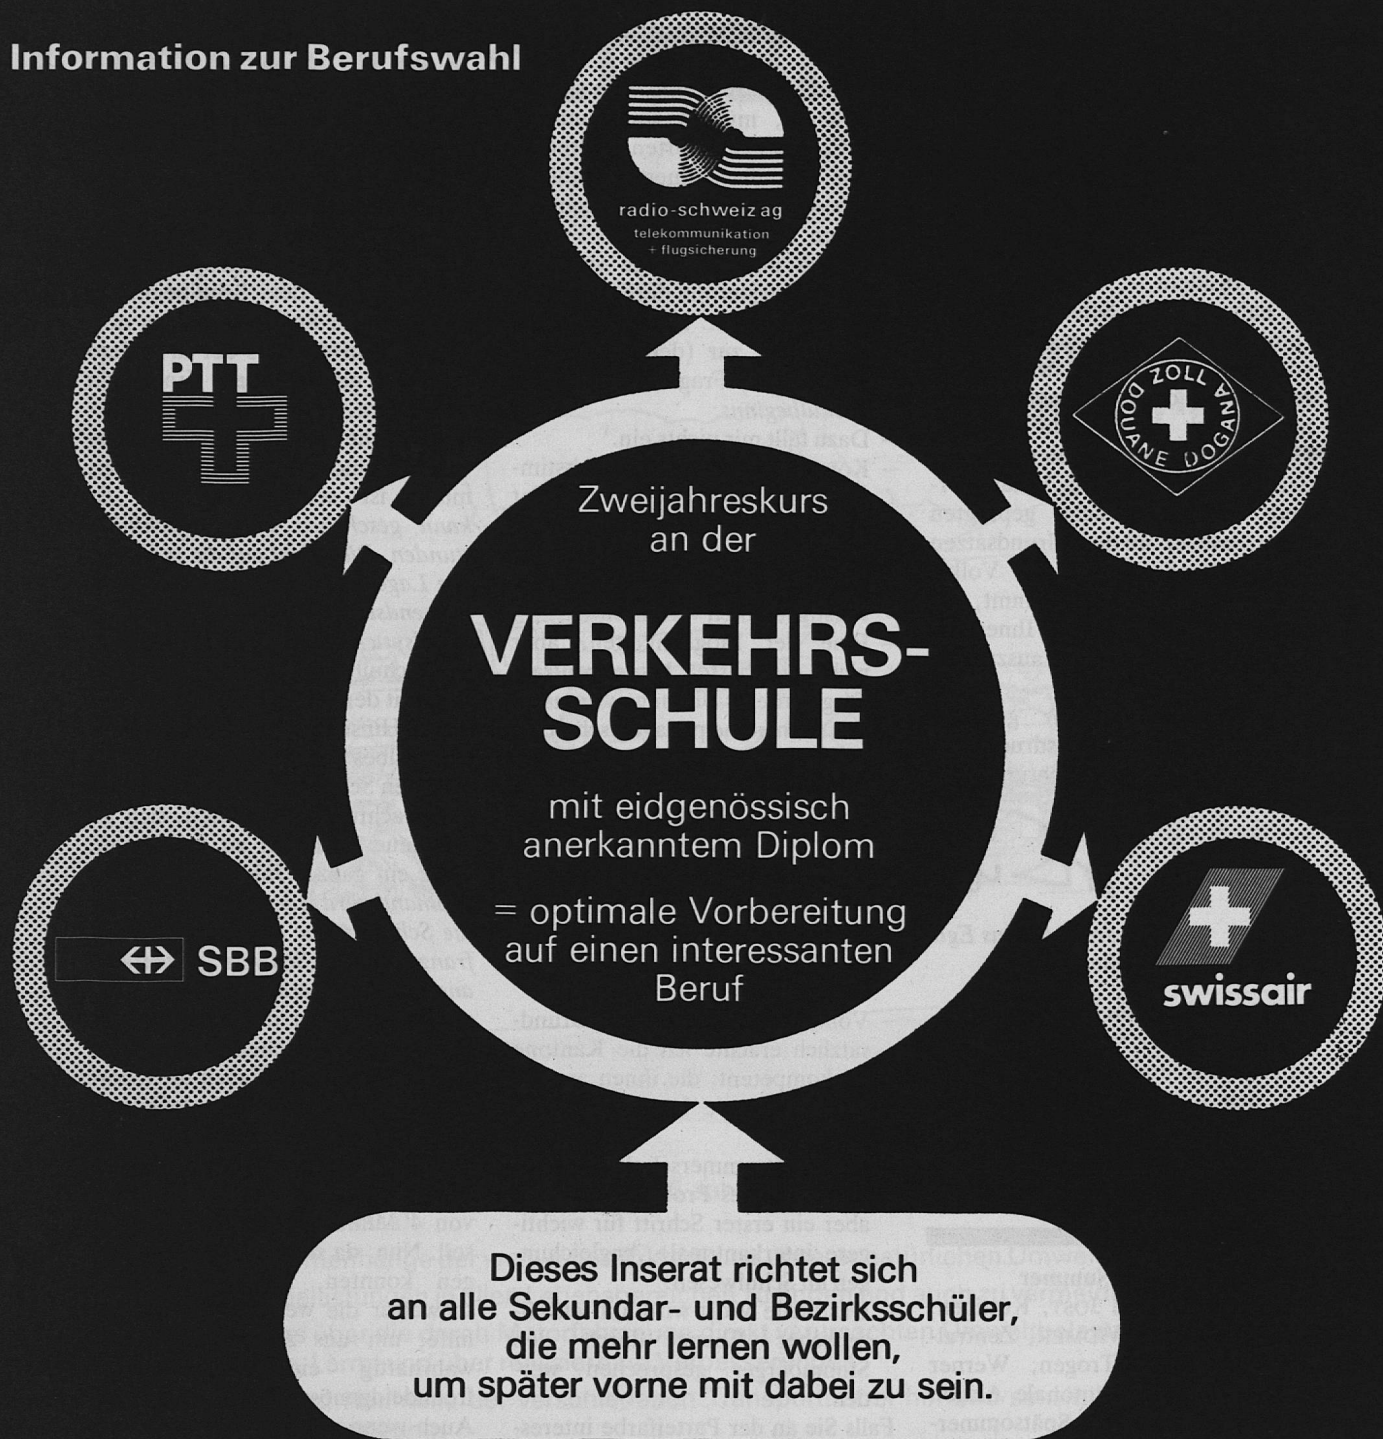 Information zur Berufswahl
radio-schweiz ag
telekommunikation
+ flugsicherung
PTT
ZOLL DOUANE DOGANA
Zweijahreskurs
an der
VERKEHRS-
SCHULE
mit eidgenössisch
anerkanntem Diplom
= optimale Vorbereitung
auf einen interessanten
Beruf
SBB
swissair
Dieses Inserat richtet sich
an alle Sekundar- und Bezirksschüler,
die mehr lernen wollen,
um später vorne mit dabei zu sein.